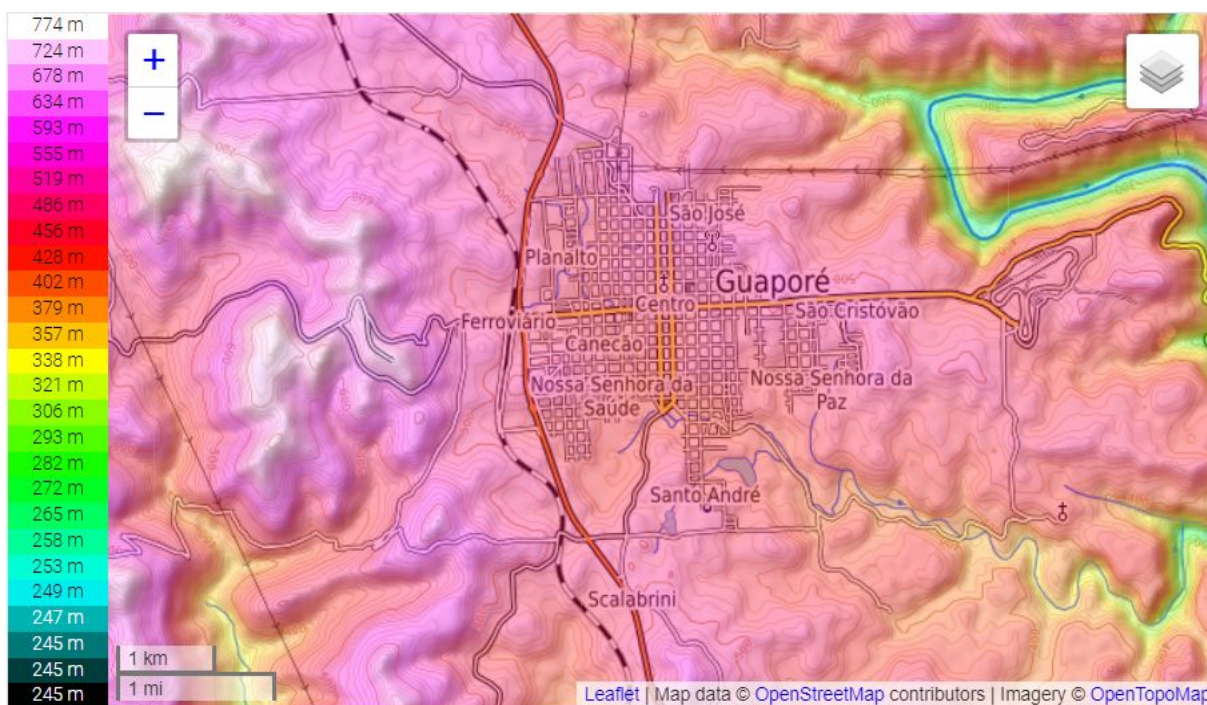 774 m
724 m
678 m
634 m
593 m
555 m
519 m
486 m
456 m
428 m
402 m
379 m
357 m
338 m
321 m
306 m
293 m
282 m
272 m
265 m
258 m
253 m
249 m
247 m
245 m
245 m
245 m
+
−
São José
Planalto
Guaporé
Centro
São Cristóvão
Ferroviário
Canecão
Nossa Senhora da
Saúde
Nossa Senhora da
Paz
Santo André
Scalabrini
1 km
1 mi
Leaflet | Map data © OpenStreetMap contributors | Imagery © OpenTopoMap